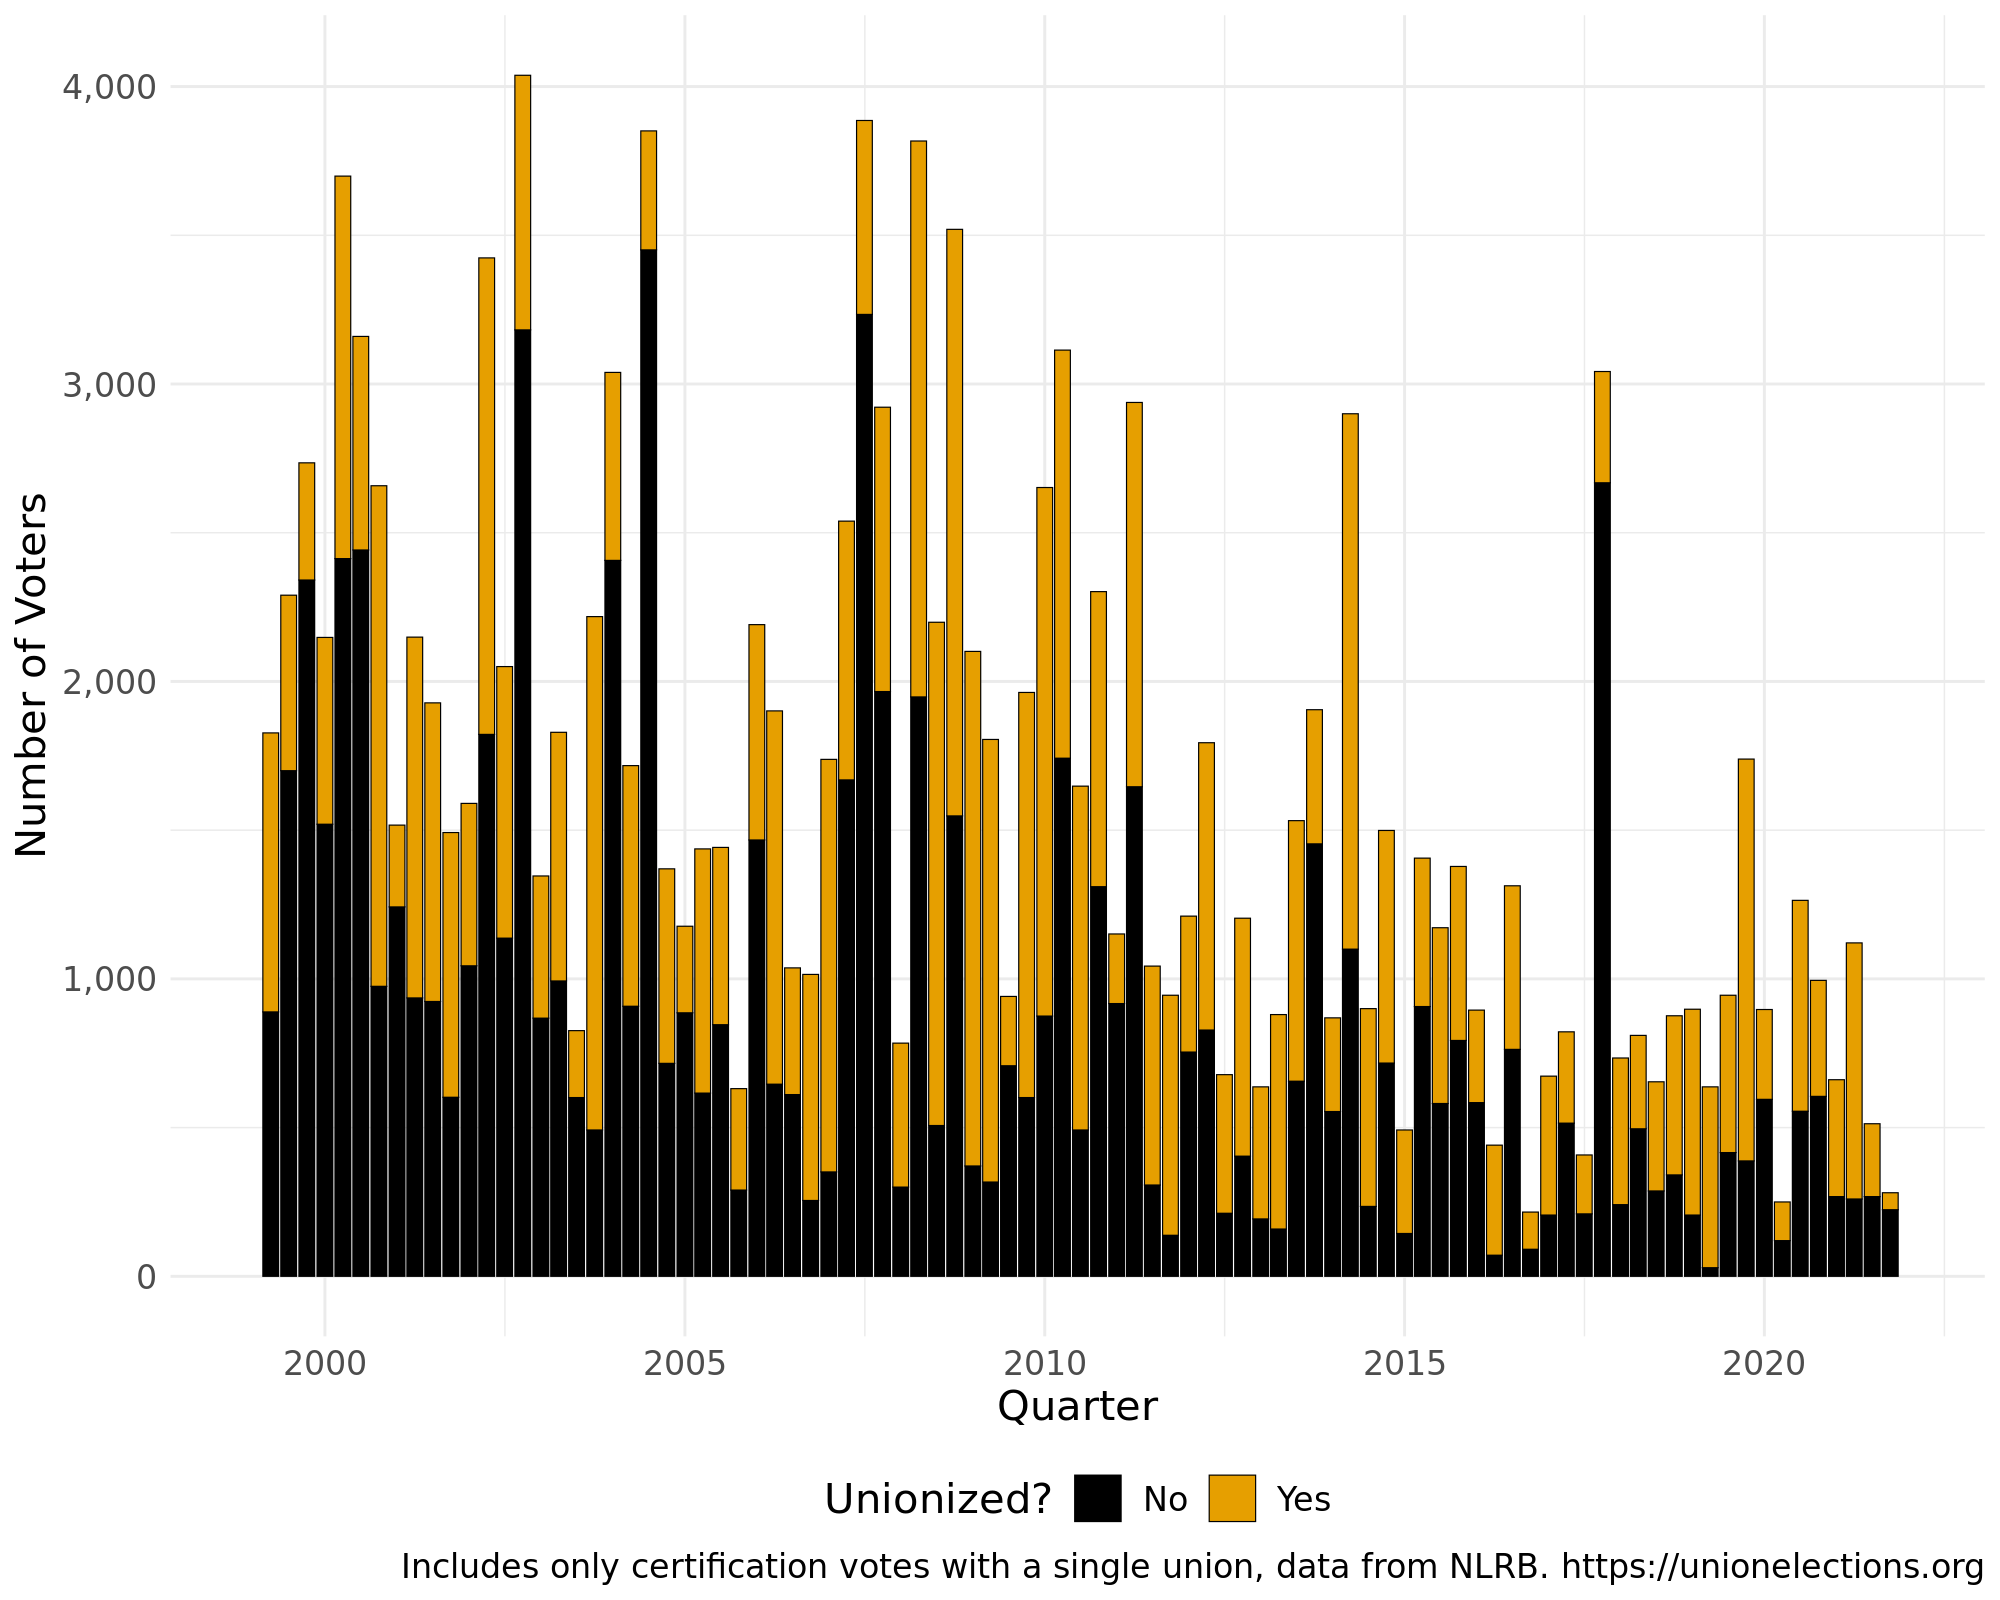 4,000
3,000
2,000
1,000
0
Number of Voters
2000 2005 2010 2015 2020
Quarter
Unionized? No Yes
Includes only certification votes with a single union, data from NLRB. https://unionelections.org